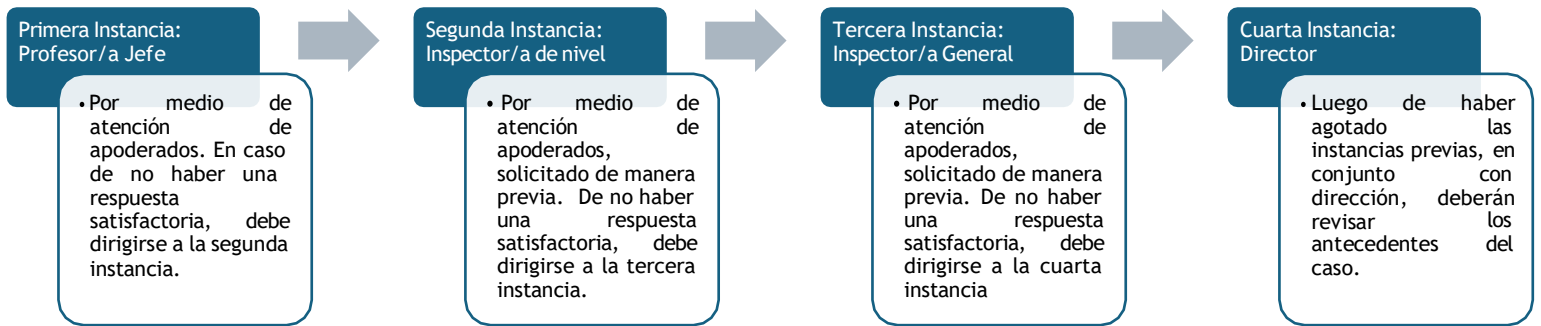 Primera Instancia:
Profesor/a Jefe
• Por medio de
atención de
apoderados. En caso
de no haber una
respuesta
satisfactoria, debe
dirigirse a la segunda
instancia.
Segunda Instancia:
Inspector/a de nivel
• Por medio de
atención de
apoderados,
solicitado de manera
previa. De no haber
una respuesta
satisfactoria, debe
dirigirse a la tercera
instancia.
Tercera Instancia:
Inspector/a General
• Por medio de
atención de
apoderados,
solicitado de manera
previa. De no haber
una respuesta
satisfactoria, debe
dirigirse a la cuarta
instancia
Cuarta Instancia:
Director
• Luego de haber
agotado las
instancias previas, en
conjunto con
dirección, deberán
revisar los
antecedentes del
caso.